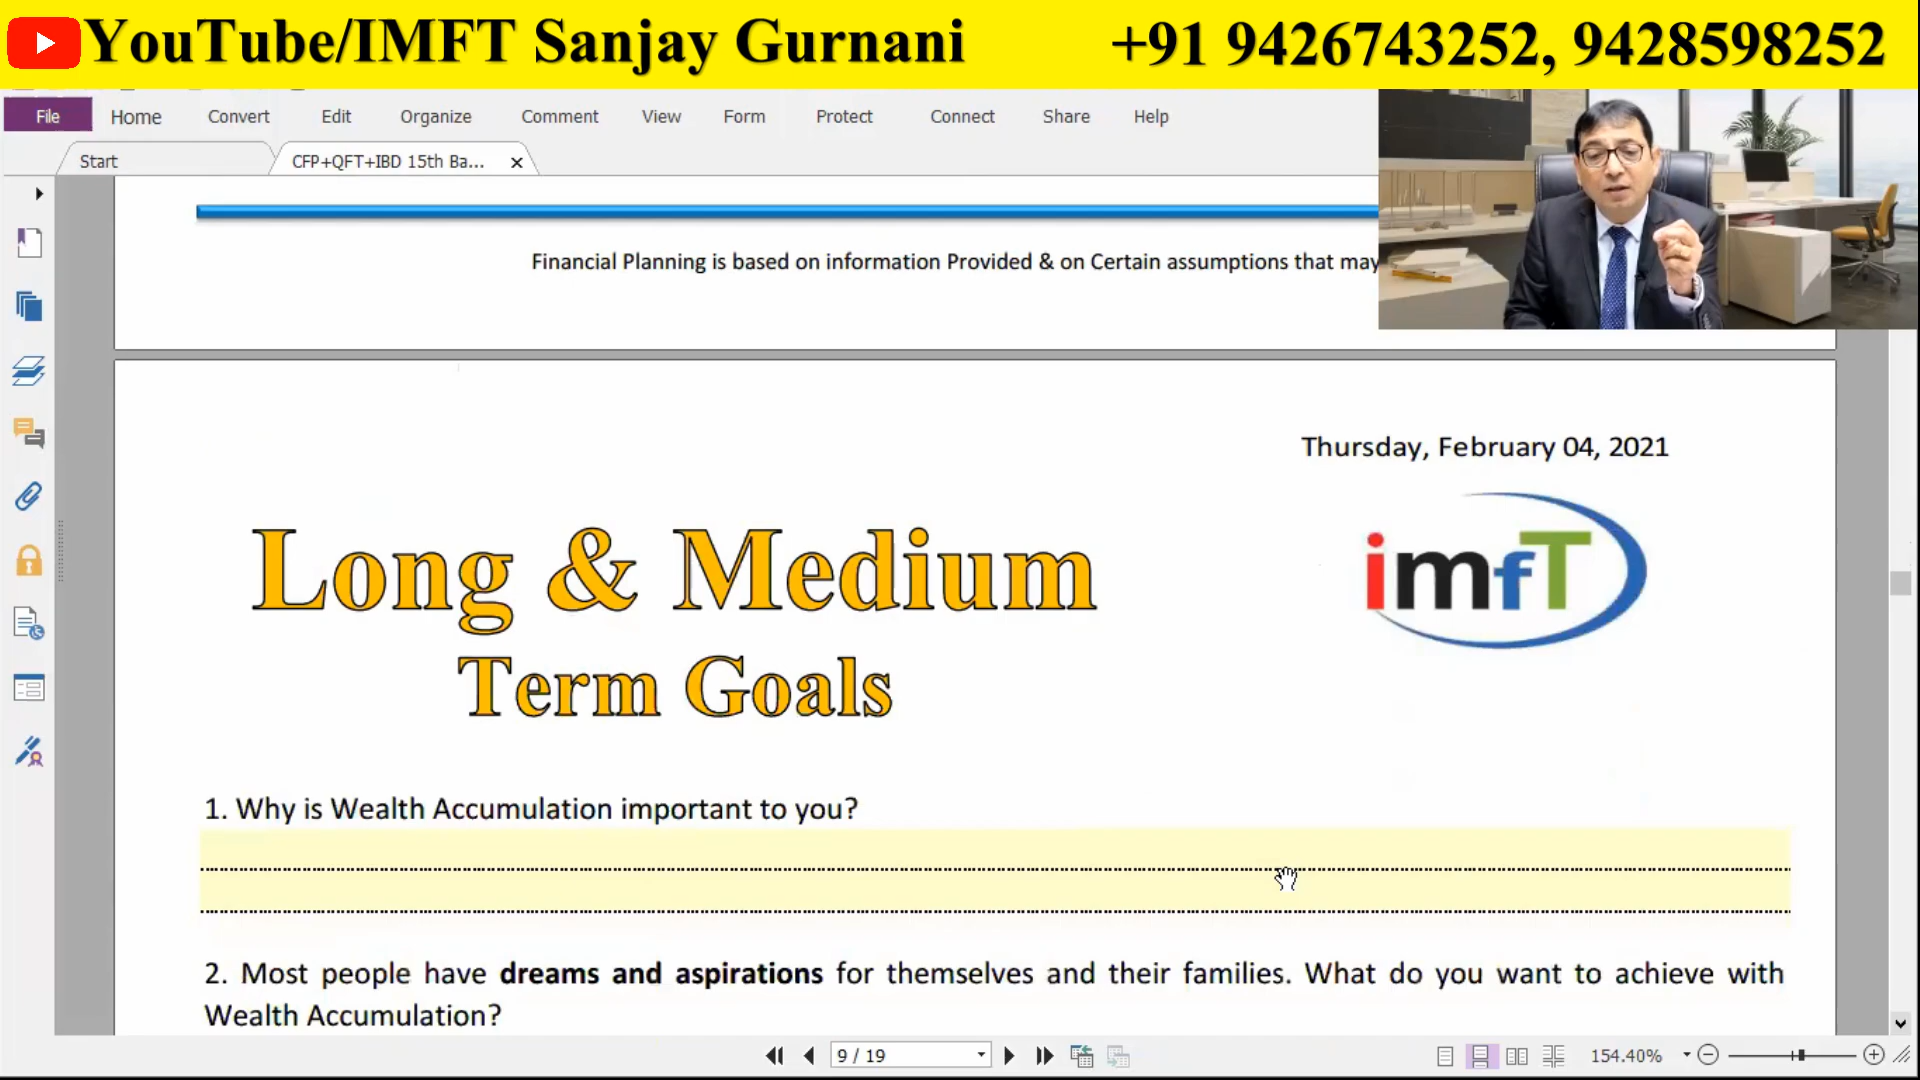 YouTube/IMFT Sanjay Gurnani +91 9426743252, 9428598252
File Home Convert Edit Organize Comment View Form Protect Connect Share Help
Start CFP+QFT+IBD 15th Ba...
Financial Planning is based on information Provided & on Certain assumptions that may
Thursday, February 04, 2021
Long & Medium
Term Goals
imfT
1. Why is Wealth Accumulation important to you?
2. Most people have dreams and aspirations for themselves and their families. What do you want to achieve with
Wealth Accumulation?
9 / 19 154.40%